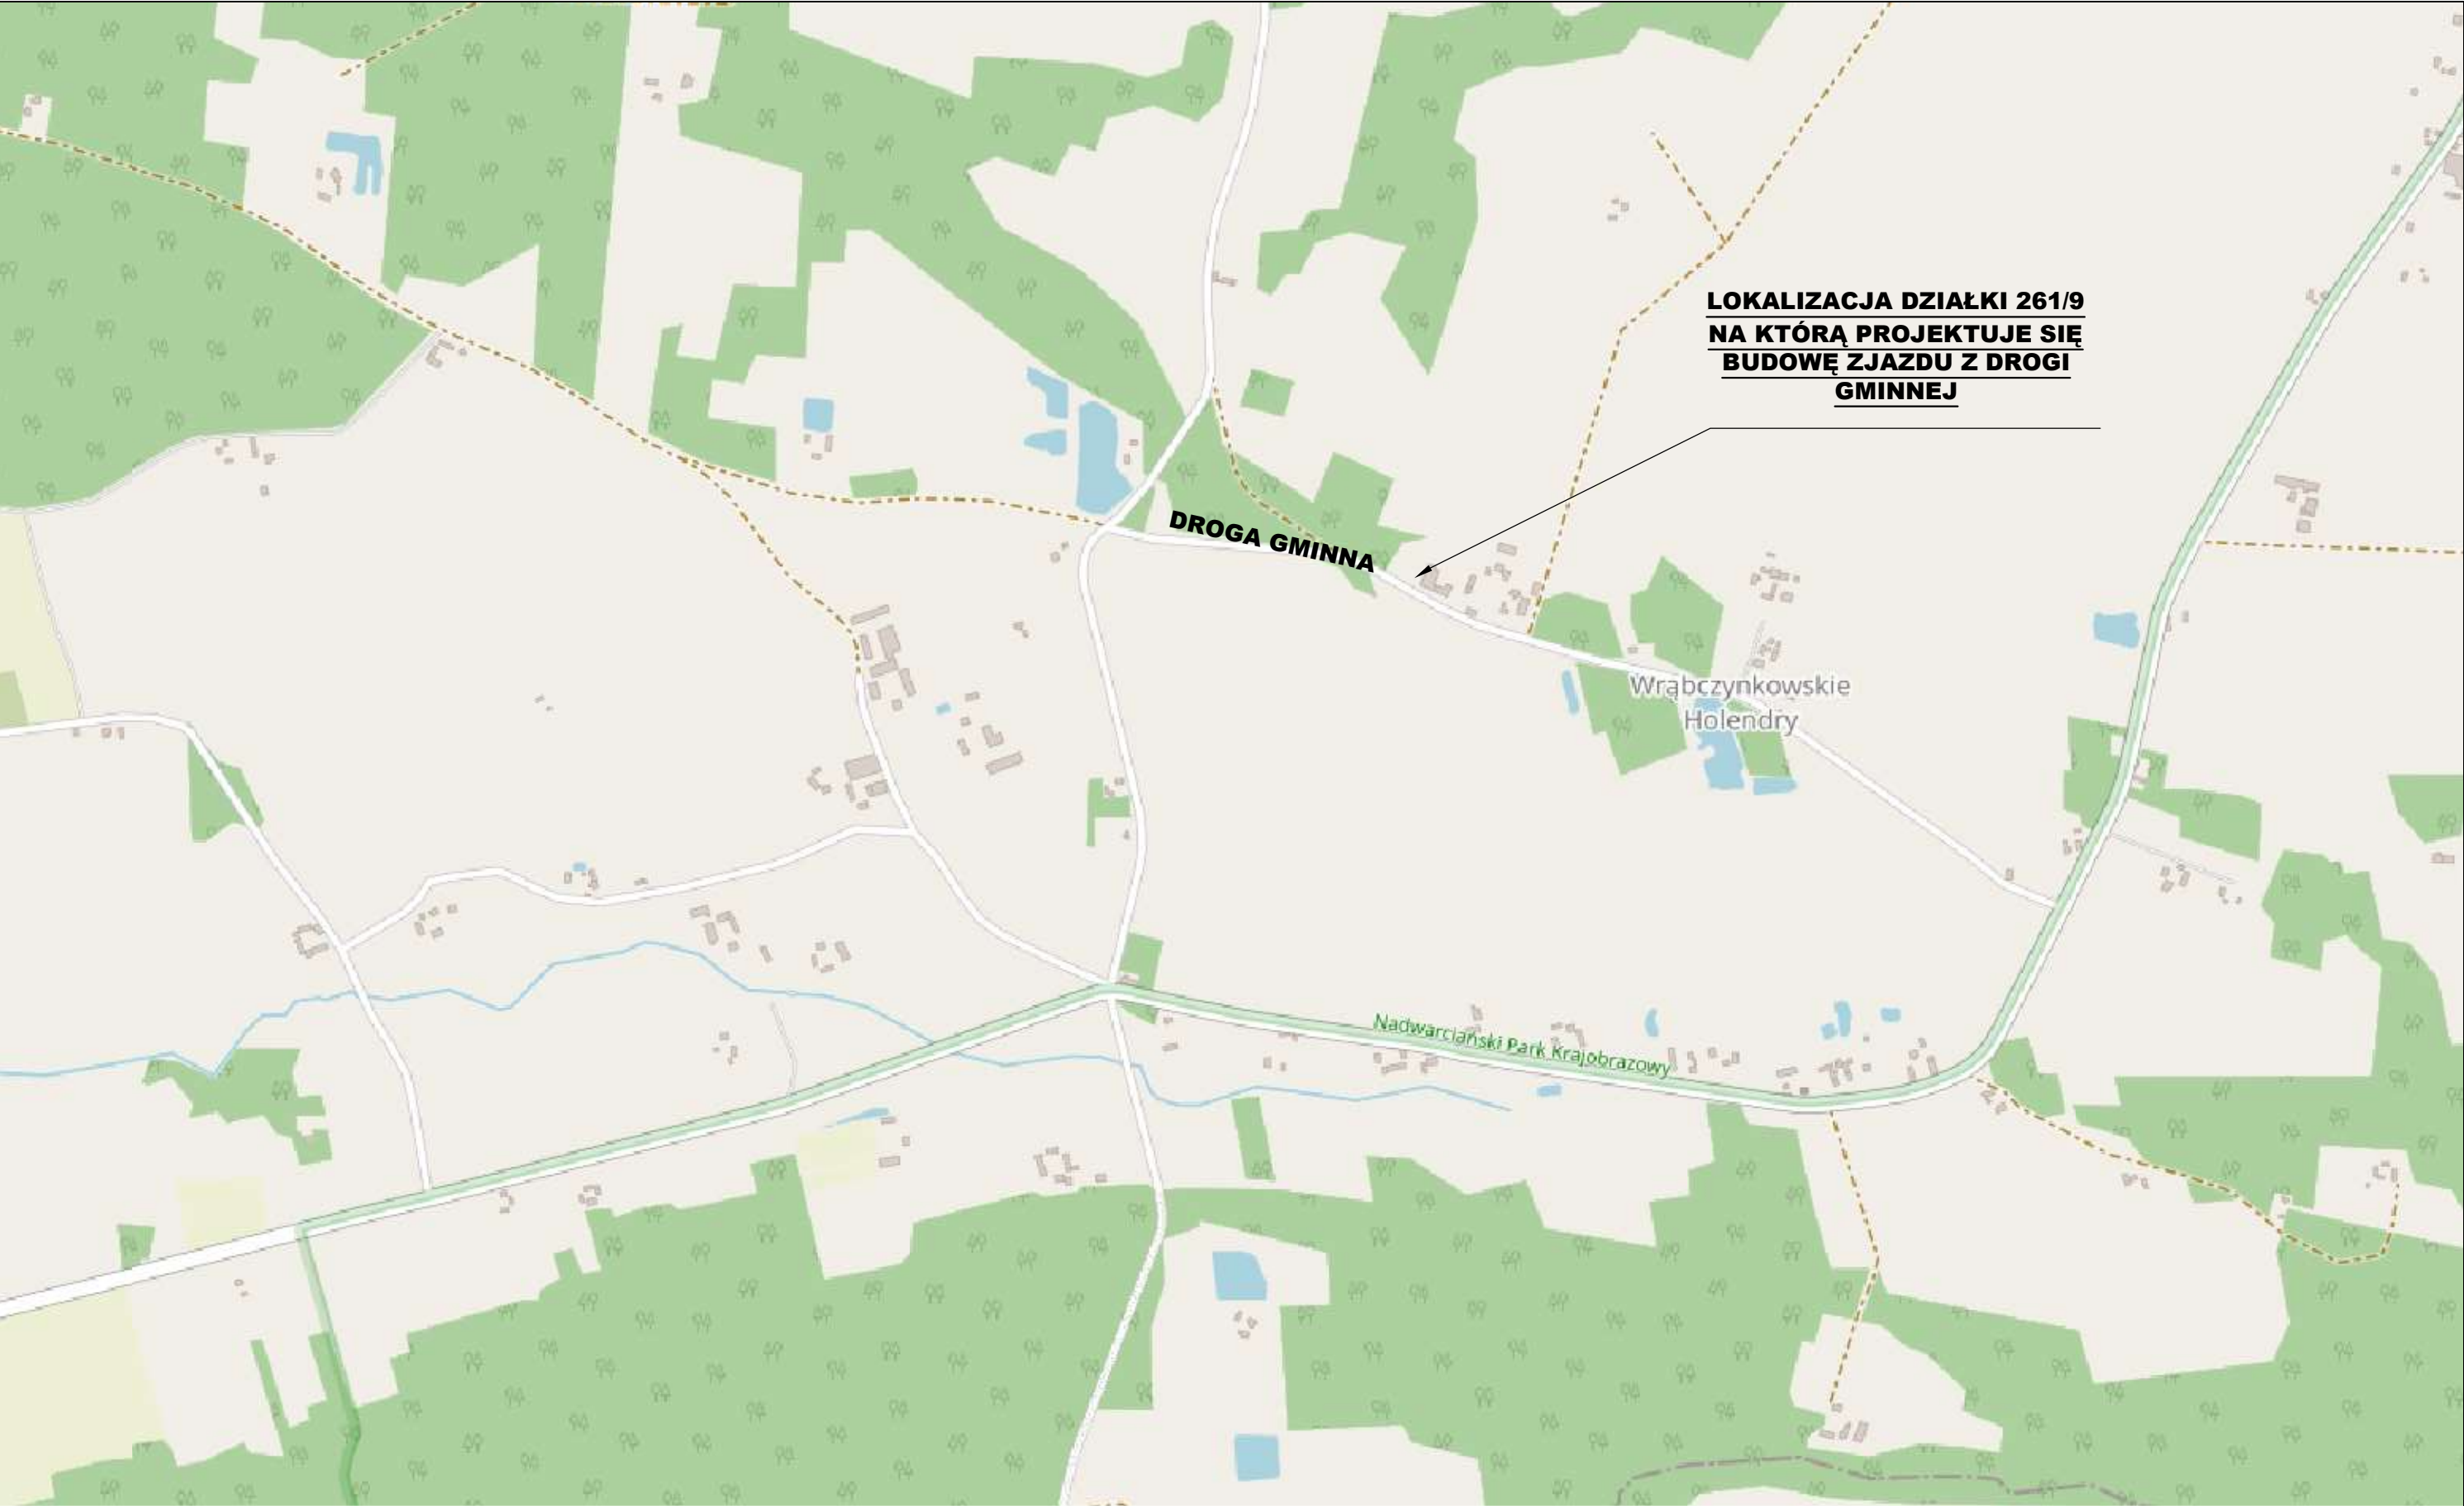 LOKALIZACJA DZIAŁKI 261/9
NA KTÓRĄ PROJEKTUJE SIĘ
BUDOWĘ ZJAZDU Z DROGI
GMINNEJ
DROGA GMINNA
Wrąbczynkowskie
Holendry
Nadwarciański Park Krajobrazowy